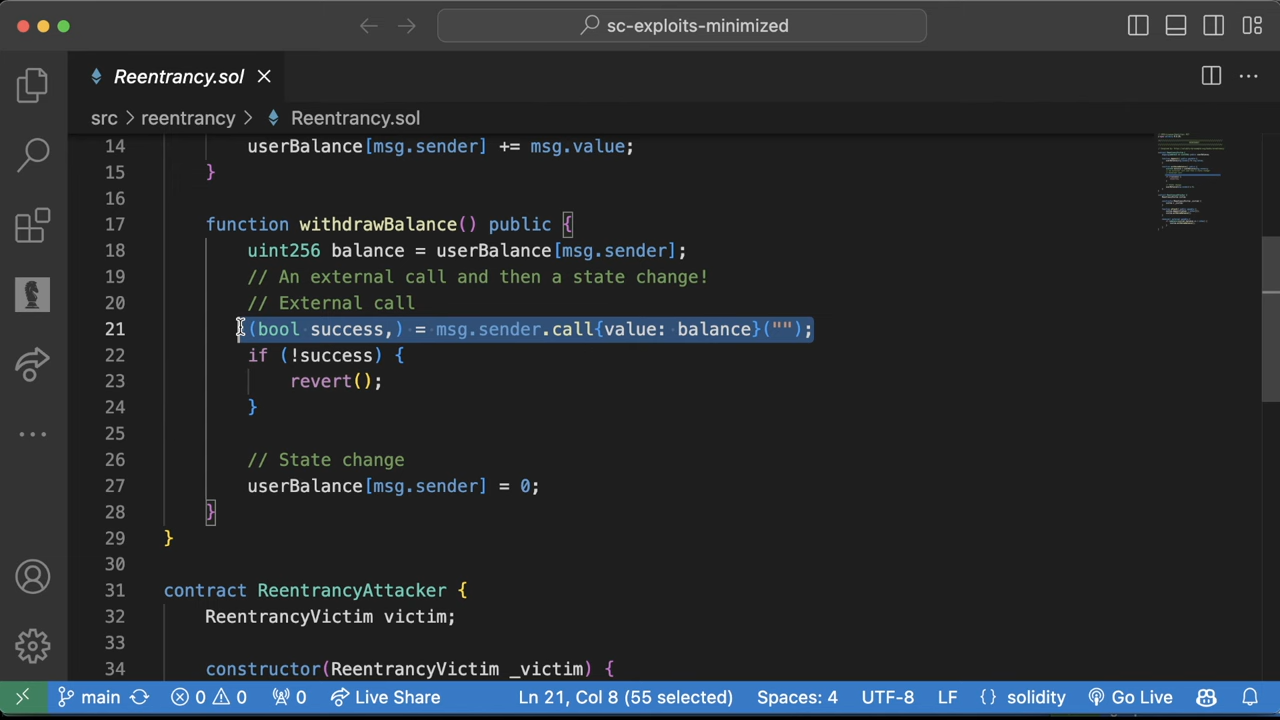 sc-exploits-minimized
Reentrancy.sol
src > reentrancy > Reentrancy.sol
14 userBalance[msg.sender] += msg.value;
15 }
16
17 function withdrawBalance() public {
18 uint256 balance = userBalance[msg.sender];
19 // An external call and then a state change!
20 // External call
21 (bool success,) = msg.sender.call{value: balance}("");
22 if (!success) {
23 revert();
24 }
25
26 // State change
27 userBalance[msg.sender] = 0;
28 }
29 }
30
31 contract ReentrancyAttacker {
32 ReentrancyVictim victim;
33
34 constructor(ReentrancyVictim _victim) {
main 0 0 0 Live Share Ln 21, Col 8 (55 selected) Spaces: 4 UTF-8 LF {} solidity Go Live